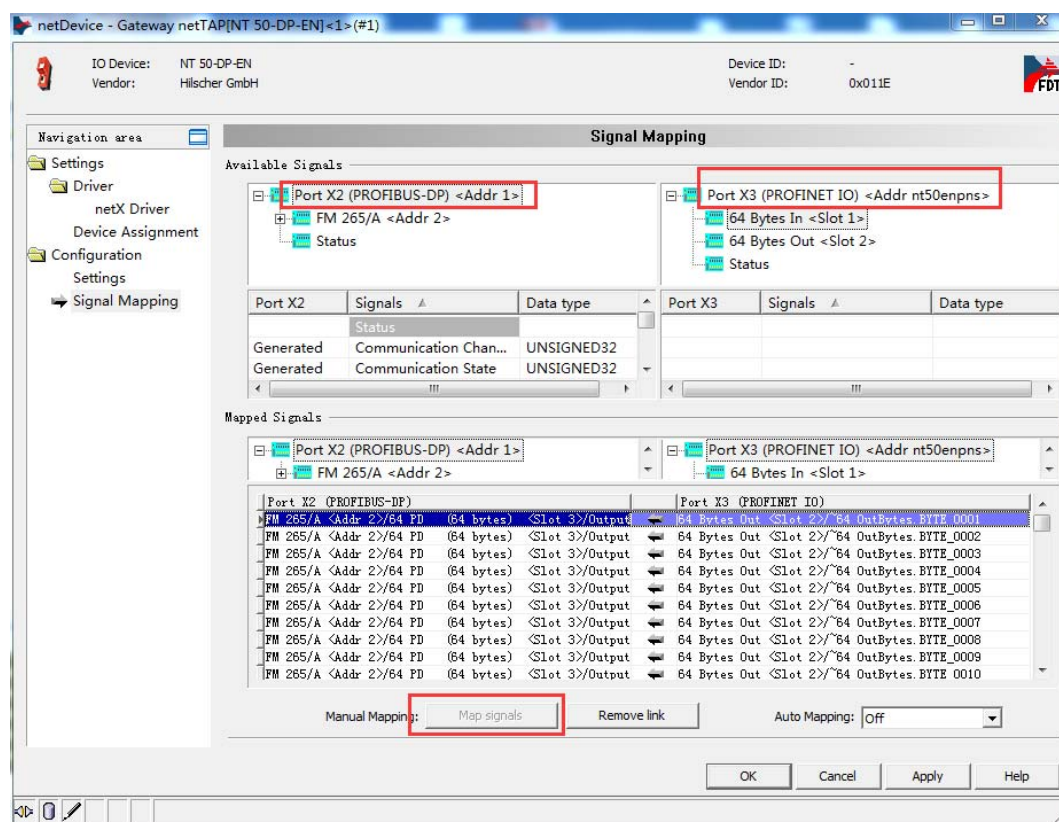 netDevice - Gateway netTAP[NT 50-DP-EN]<1>(#1)
IO Device: NT 50-DP-EN Device ID: -
Vendor: Hilscher GmbH Vendor ID: 0x011E
FDT
Navigation area
Settings
Driver
netX Driver
Device Assignment
Configuration
Settings
Signal Mapping
Signal Mapping
Available Signals
Port X2 (PROFIBUS-DP) <Addr 1>
FM 265/A <Addr 2>
Status
Port X3 (PROFINET IO) <Addr nt50enpns>
64 Bytes In <Slot 1>
64 Bytes Out <Slot 2>
Status
Port X2 Signals Data type
Status
Generated Communication Chan... UNSIGNED32
Generated Communication State UNSIGNED32
Port X3 Signals Data type
Mapped Signals
Port X2 (PROFIBUS-DP) <Addr 1>
FM 265/A <Addr 2>
Port X3 (PROFINET IO) <Addr nt50enpns>
64 Bytes In <Slot 1>
Port X2 (PROFIBUS-DP) Port X3 (PROFINET IO)
FM 265/A <Addr 2>/64 PD (64 bytes) <Slot 3>/Output 64 Bytes Out <Slot 2>/~64 OutBytes.BYTE_0001
FM 265/A <Addr 2>/64 PD (64 bytes) <Slot 3>/Output 64 Bytes Out <Slot 2>/~64 OutBytes.BYTE_0002
FM 265/A <Addr 2>/64 PD (64 bytes) <Slot 3>/Output 64 Bytes Out <Slot 2>/~64 OutBytes.BYTE_0003
FM 265/A <Addr 2>/64 PD (64 bytes) <Slot 3>/Output 64 Bytes Out <Slot 2>/~64 OutBytes.BYTE_0004
FM 265/A <Addr 2>/64 PD (64 bytes) <Slot 3>/Output 64 Bytes Out <Slot 2>/~64 OutBytes.BYTE_0005
FM 265/A <Addr 2>/64 PD (64 bytes) <Slot 3>/Output 64 Bytes Out <Slot 2>/~64 OutBytes.BYTE_0006
FM 265/A <Addr 2>/64 PD (64 bytes) <Slot 3>/Output 64 Bytes Out <Slot 2>/~64 OutBytes.BYTE_0007
FM 265/A <Addr 2>/64 PD (64 bytes) <Slot 3>/Output 64 Bytes Out <Slot 2>/~64 OutBytes.BYTE_0008
FM 265/A <Addr 2>/64 PD (64 bytes) <Slot 3>/Output 64 Bytes Out <Slot 2>/~64 OutBytes.BYTE_0009
FM 265/A <Addr 2>/64 PD (64 bytes) <Slot 3>/Output 64 Bytes Out <Slot 2>/~64 OutBytes.BYTE 0010
Manual Mapping: Map signals Remove link Auto Mapping: Off
OK Cancel Apply Help